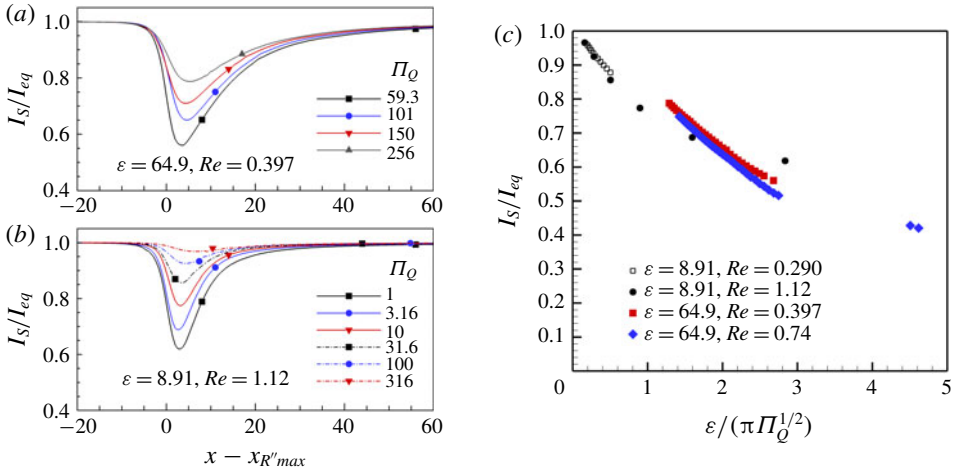 (a)
1.0
0.8
0.6
0.4
I_S/I_eq
Π_Q
59.3
101
150
256
ε = 64.9, Re = 0.397
−20
0
20
40
60
(b)
1.0
0.8
0.6
0.4
I_S/I_eq
Π_Q
1
3.16
10
31.6
100
316
ε = 8.91, Re = 1.12
−20
0
20
40
60
x − x_R″max
(c)
1.0
0.9
0.8
0.7
0.6
0.5
0.4
0.3
0.2
0.1
I_S/I_eq
ε = 8.91, Re = 0.290
ε = 8.91, Re = 1.12
ε = 64.9, Re = 0.397
ε = 64.9, Re = 0.74
0
1
2
3
4
5
ε/(πΠ_Q^1/2)